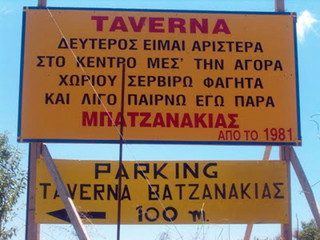 TAVERNA
ΔΕΥΤΕΡΟΣ ΕΙΜΑΙ ΑΡΙΣΤΕΡΑ
ΣΤΟ ΚΕΝΤΡΟ ΜΕΣ' ΤΗΝ ΑΓΟΡΑ
ΧΩΡΙΟΥ ΣΕΡΒΙΡΩ ΦΑΓΗΤΑ
ΚΑΙ ΛΙΓΟ ΠΑΙΡΝΩ ΕΓΩ ΠΑΡΑ
ΜΠΑΤΖΑΝΑΚΙΑΣ
ΑΠΟ ΤΟ 1981
PARKING
TAVERNA ΒΑΤΖΑΝΑΚΙΑΣ
100 m.